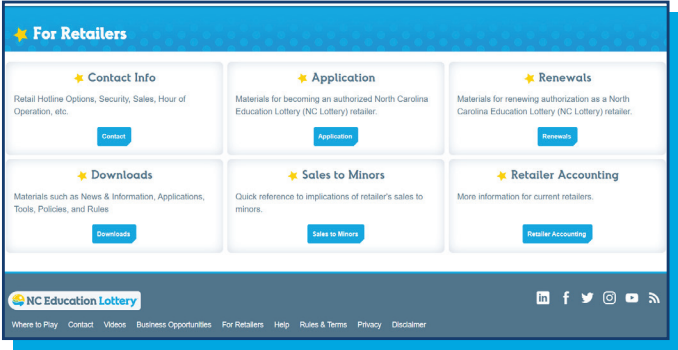 For Retailers
Contact Info
Retail Hotline Options, Security, Sales, Hour of
Operation, etc.
Contact
Application
Materials for becoming an authorized North Carolina
Education Lottery (NC Lottery) retailer.
Application
Renewals
Materials for renewing authorization as a North
Carolina Education Lottery (NC Lottery) retailer.
Renewals
Downloads
Materials such as News & Information, Applications,
Tools, Policies, and Rules
Downloads
Sales to Minors
Quick reference to implications of retailer's sales to
minors.
Sales to Minors
Retailer Accounting
More information for current retailers.
Retailer Accounting
NC Education Lottery
Where to Play Contact Videos Business Opportunities For Retailers Help Rules & Terms Privacy Disclaimer